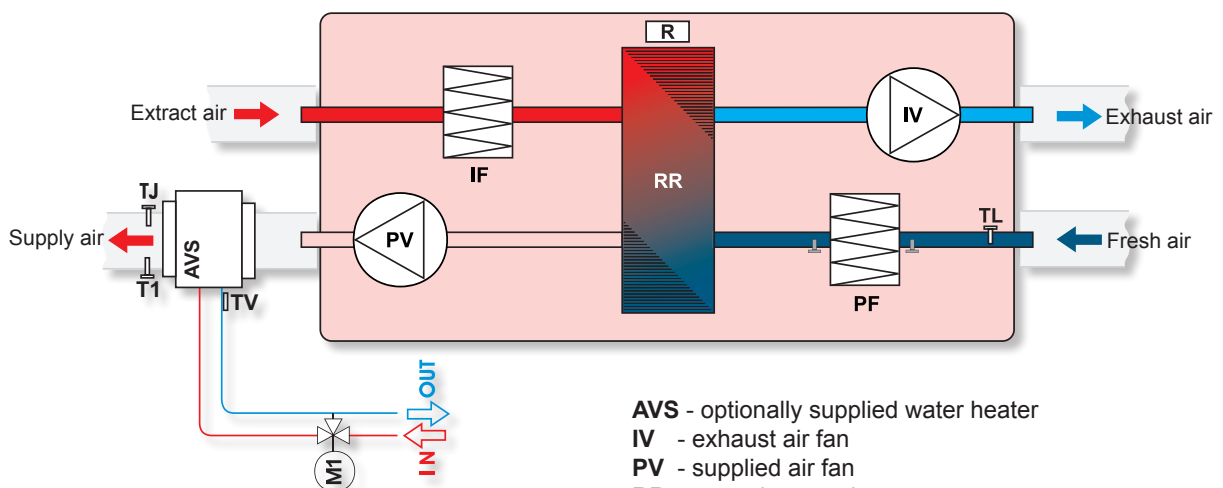 R
Extract air
IV
Exhaust air
IF
RR
TJ
TL
Supply air
AVS
PV
Fresh air
T1
TV
PF
OUT
IN
M1
AVS - optionally supplied water heater
IV - exhaust air fan
PV - supplied air fan